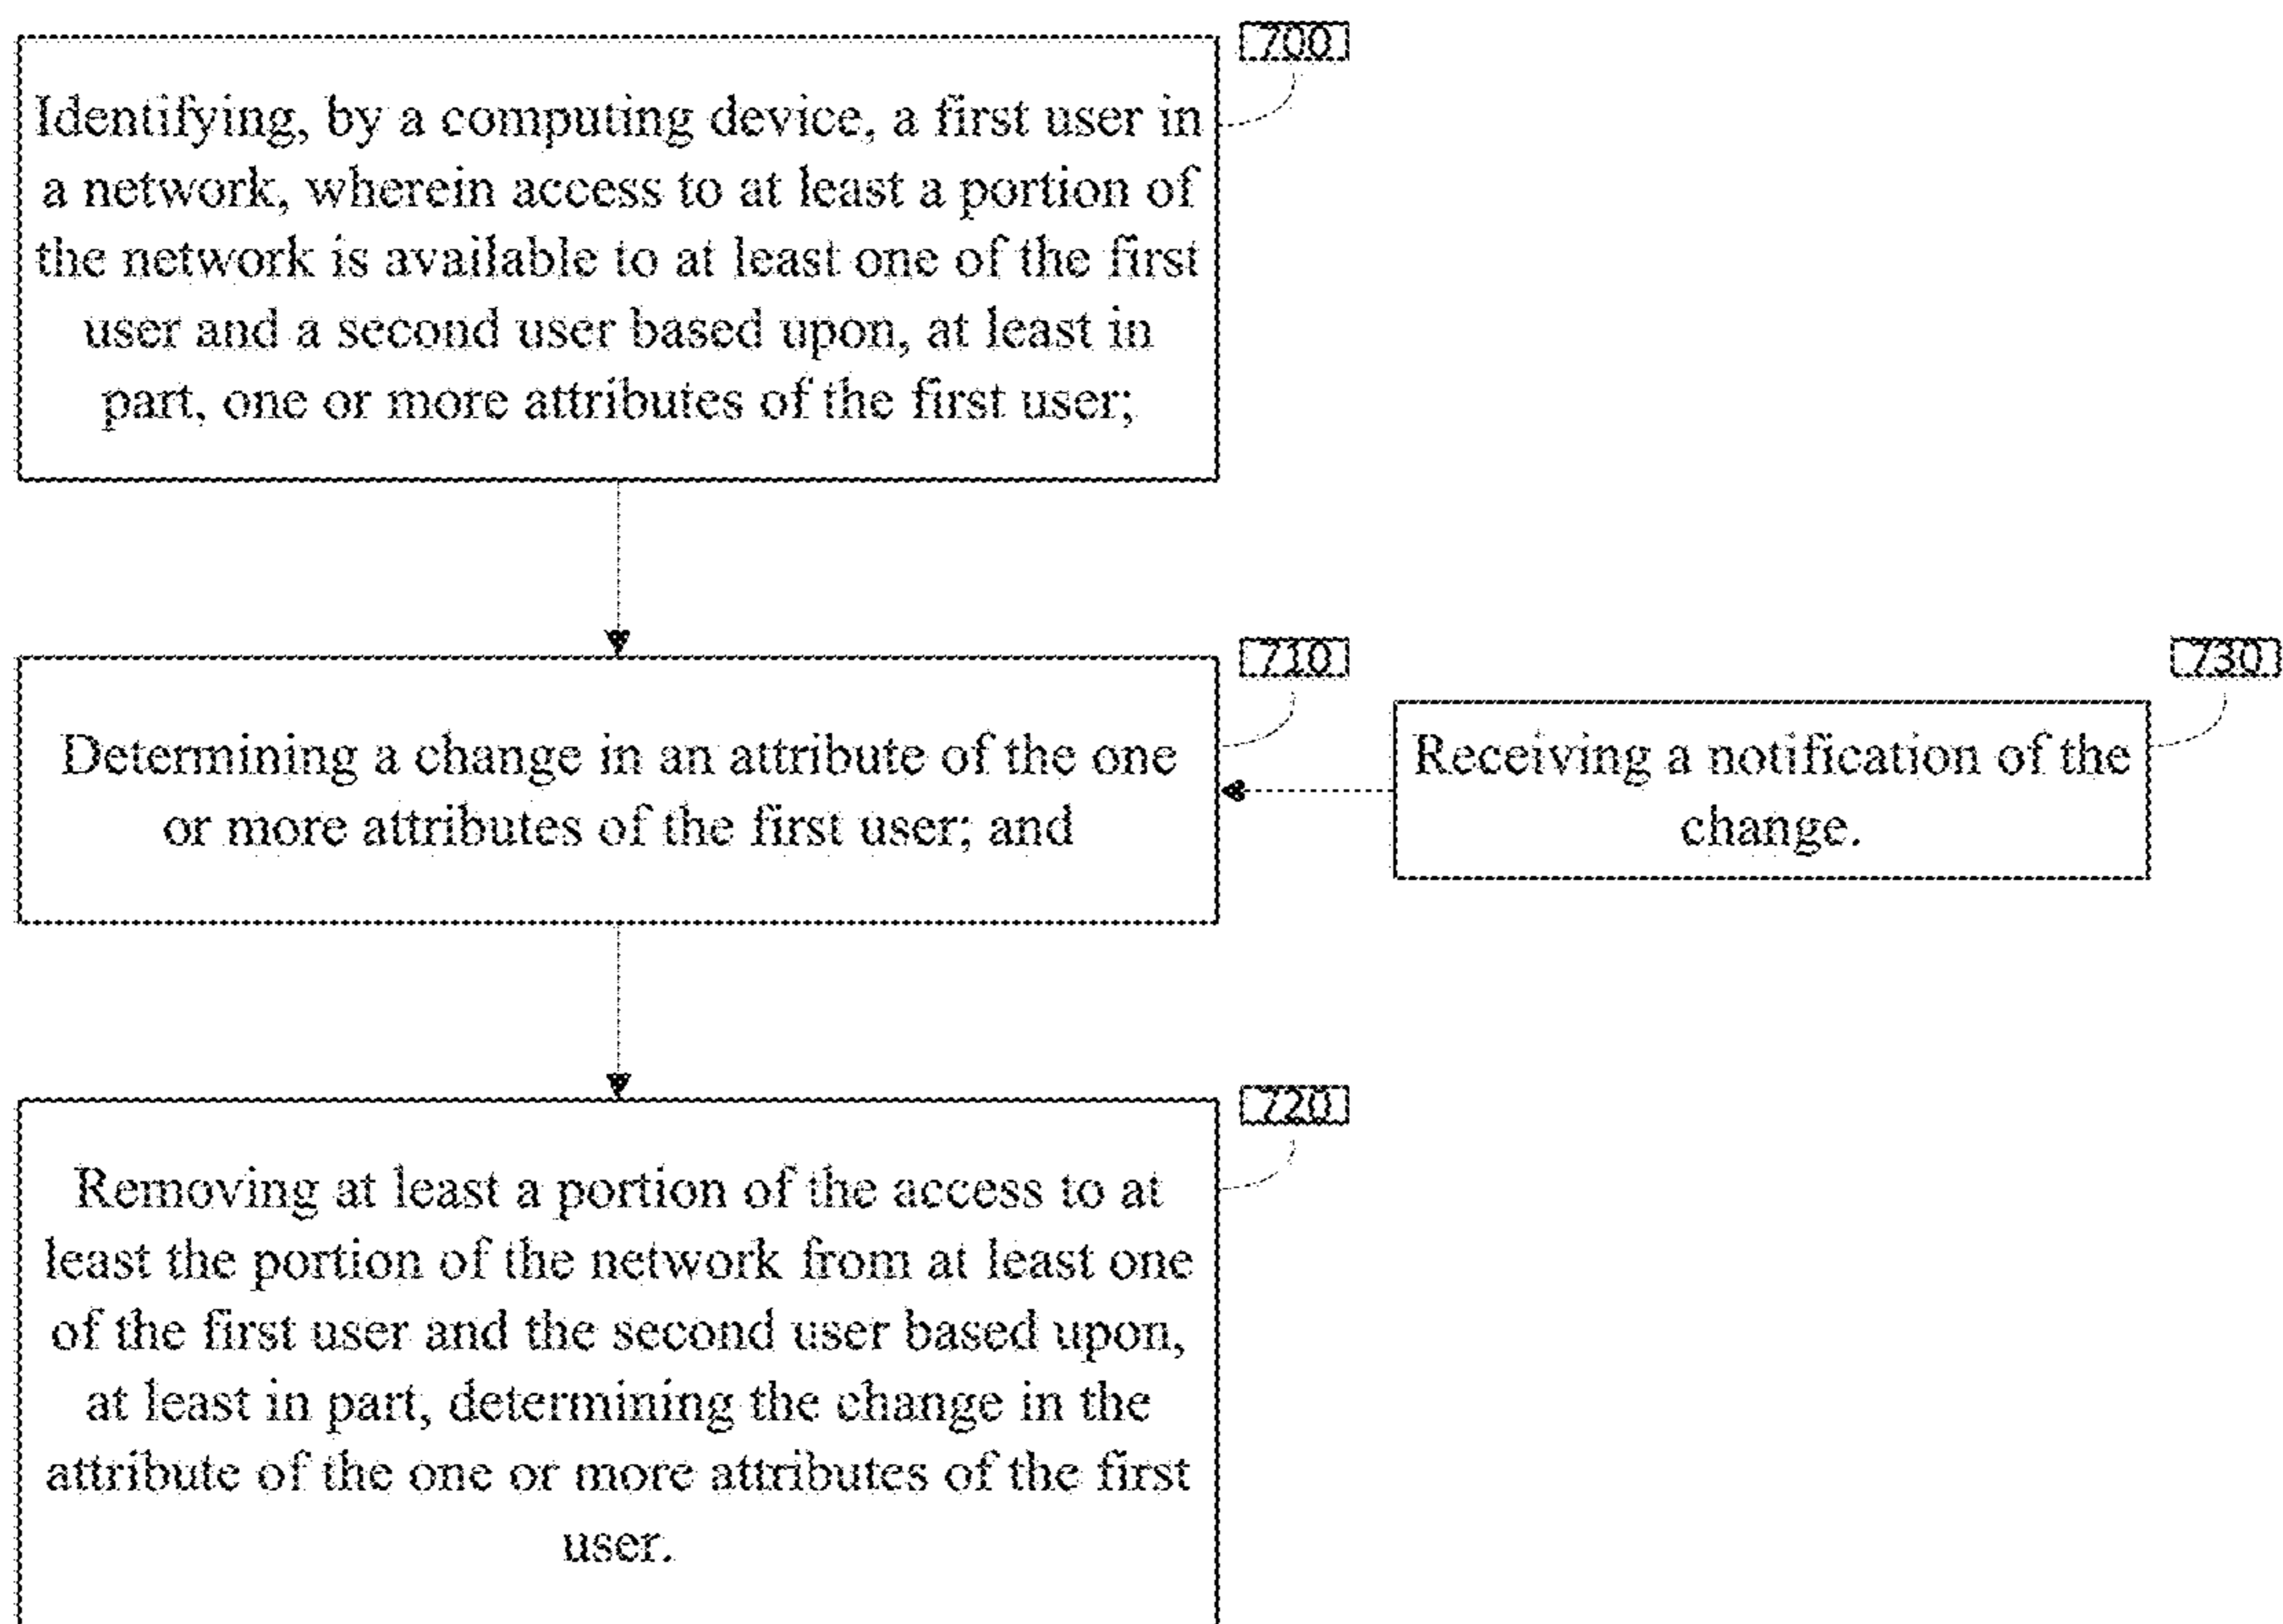 700
Identifying, by a computing device, a first user in
a network, wherein access to at least a portion of
the network is available to at least one of the first
user and a second user based upon, at least in
part, one or more attributes of the first user;
710
Determining a change in an attribute of the one
or more attributes of the first user; and
730
Receiving a notification of the
change.
720
Removing at least a portion of the access to at
least the portion of the network from at least one
of the first user and the second user based upon,
at least in part, determining the change in the
attribute of the one or more attributes of the first
user.